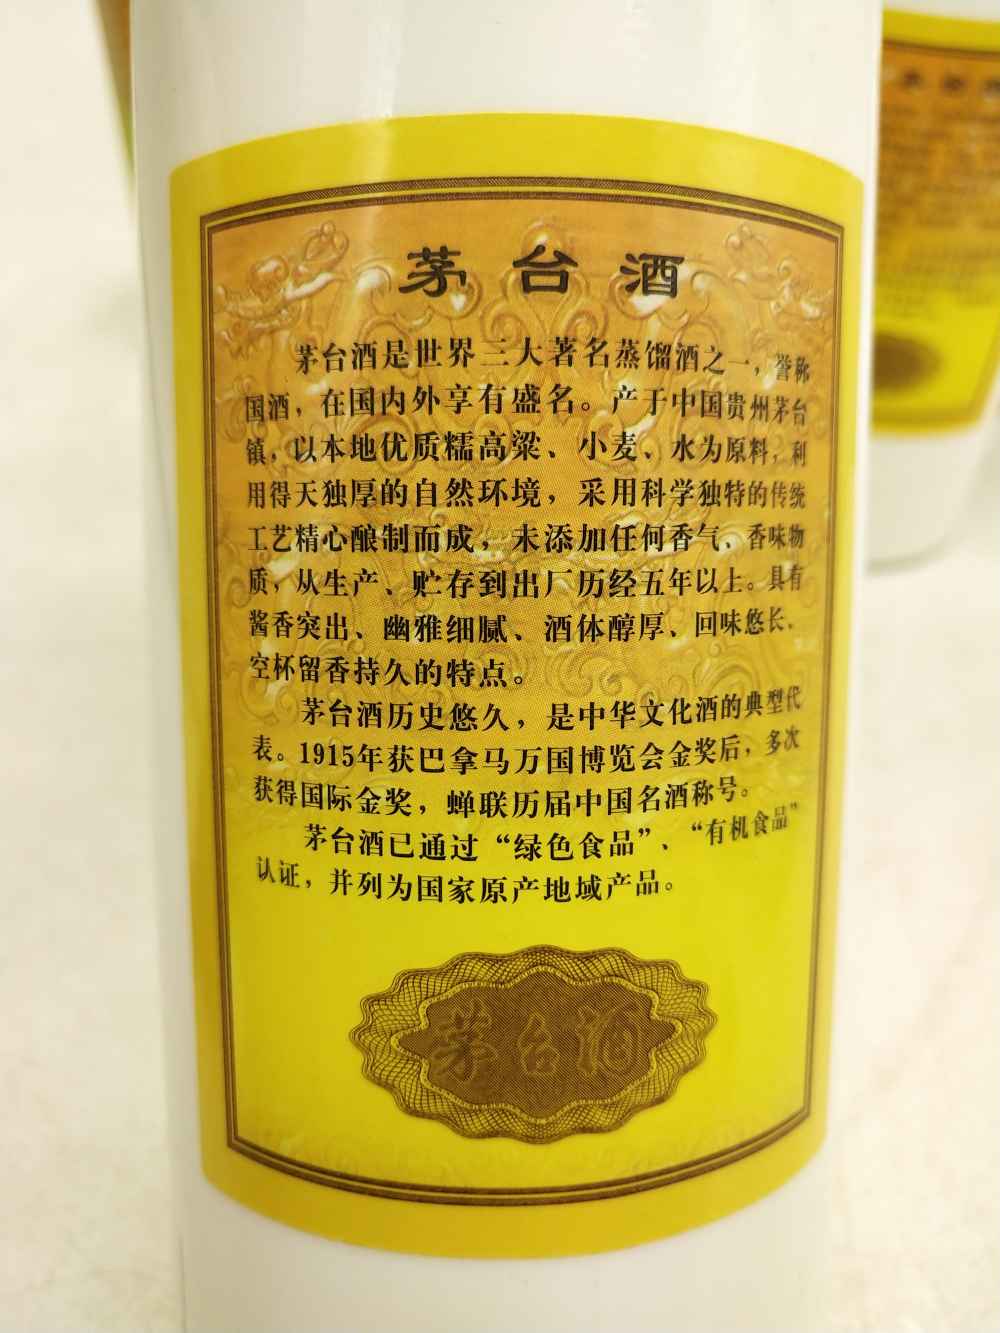 茅台酒
茅台酒是世界三大著名蒸馏酒之一，誉称
国酒，在国内外享有盛名。产于中国贵州茅台
镇，以本地优质糯高粱、小麦、水为原料，利
用得天独厚的自然环境，采用科学独特的传统
工艺精心酿制而成，未添加任何香气、香味物
质，从生产、贮存到出厂历经五年以上。具有
酱香突出、幽雅细腻、酒体醇厚、回味悠长、
空杯留香持久的特点。
茅台酒历史悠久，是中华文化酒的典型代
表。1915年获巴拿马万国博览会金奖后，多次
获得国际金奖，蝉联历届中国名酒称号。
茅台酒已通过“绿色食品”、“有机食品”
认证，并列为国家原产地域产品。
茅台酒